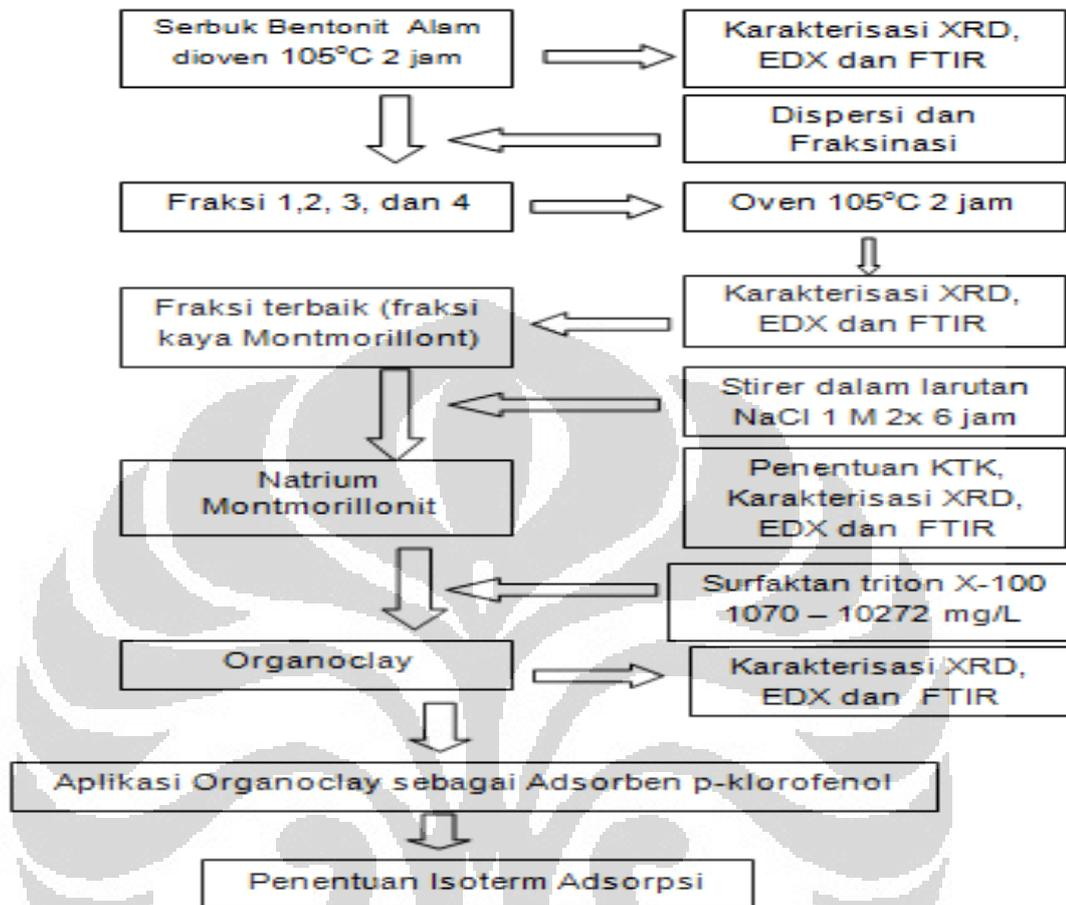 Serbuk Bentonit Alam
dioven 105°C 2 jam
Karakterisasi XRD,
EDX dan FTIR
Dispersi dan
Fraksinasi
Fraksi 1,2, 3, dan 4
Oven 105°C 2 jam
Karakterisasi XRD,
EDX dan FTIR
Fraksi terbaik (fraksi
kaya Montmorillont)
Stirer dalam larutan
NaCl 1 M 2x 6 jam
Natrium
Montmorillonit
Penentuan KTK,
Karakterisasi XRD,
EDX dan FTIR
Surfaktan triton X-100
1070 – 10272 mg/L
Organoclay
Karakterisasi XRD,
EDX dan FTIR
Aplikasi Organoclay sebagai Adsorben p-klorofenol
Penentuan Isoterm Adsorpsi